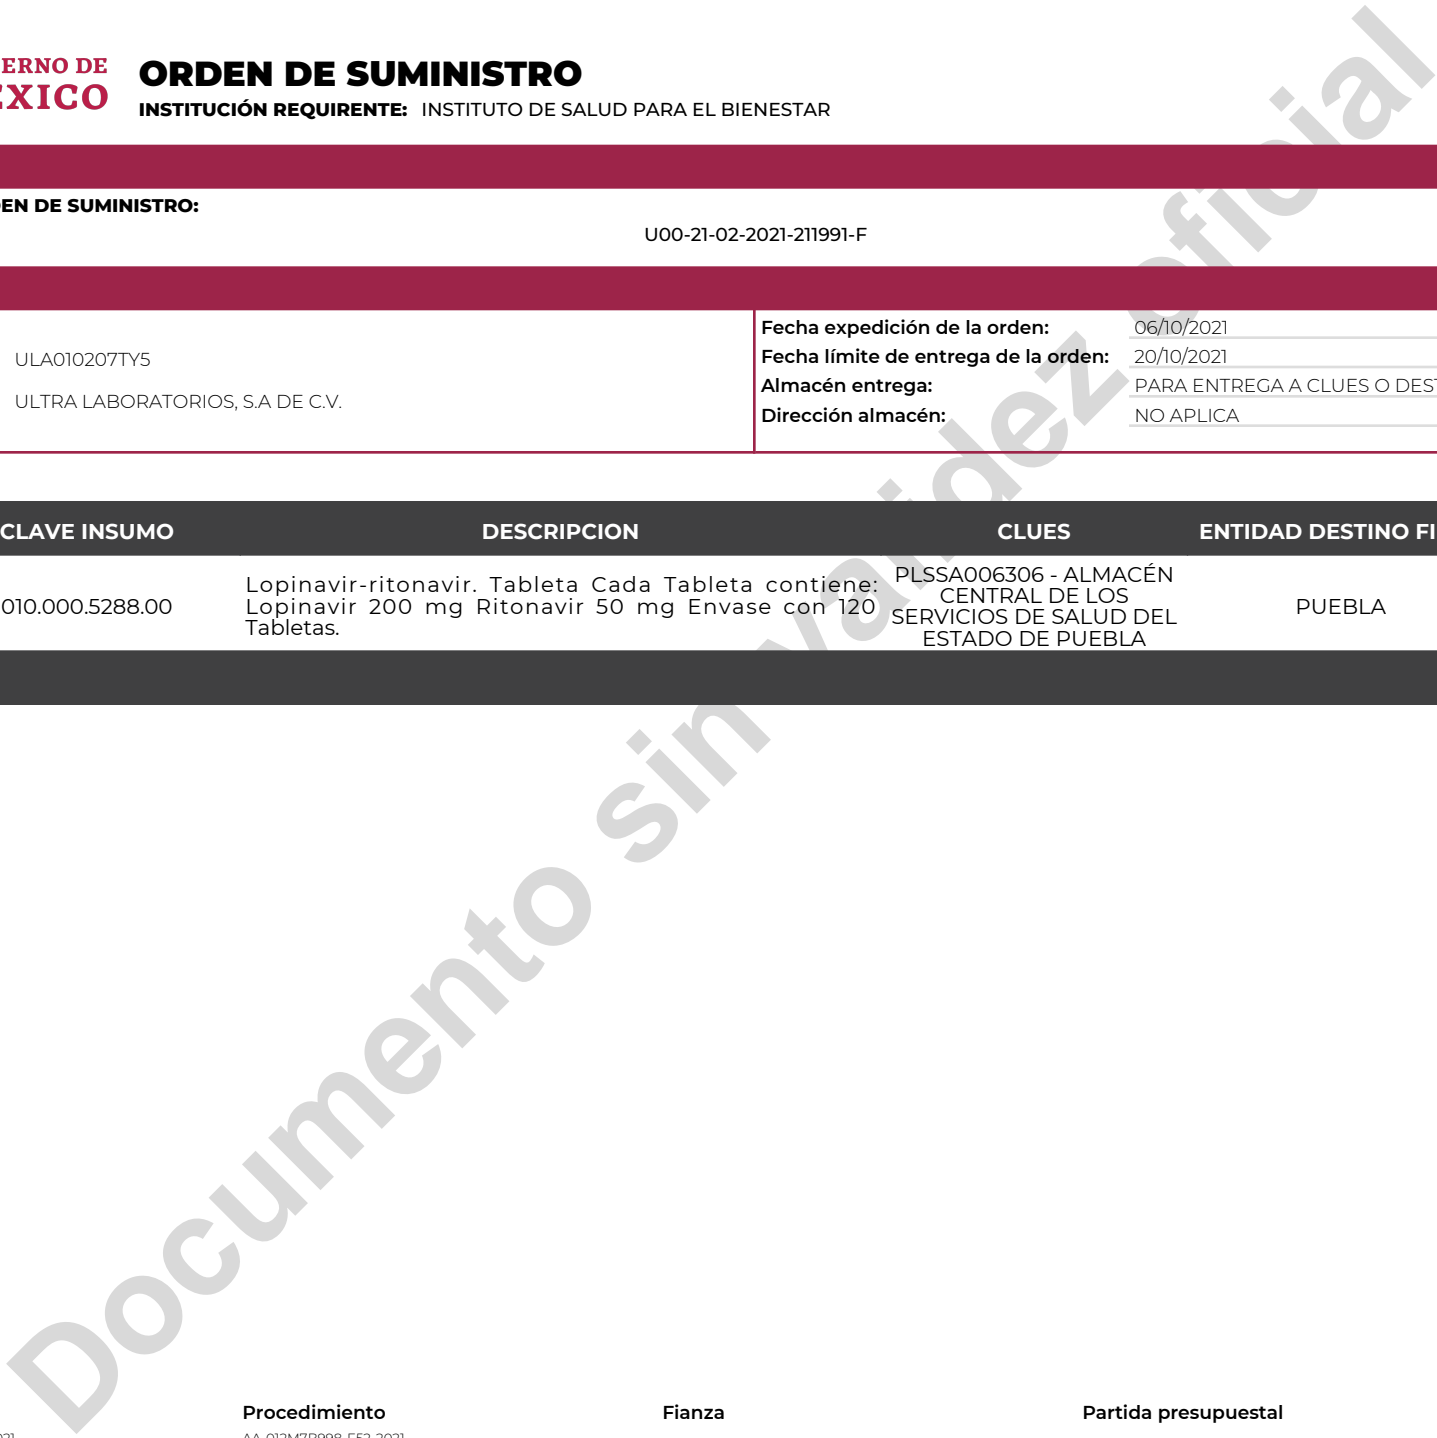 ERNO DE
ÉXICO
ORDEN DE SUMINISTRO
INSTITUCIÓN REQUIRENTE: INSTITUTO DE SALUD PARA EL BIENESTAR
EN DE SUMINISTRO:
U00-21-02-2021-211991-F
ULA010207TY5
ULTRA LABORATORIOS, S.A DE C.V.
Fecha expedición de la orden: 06/10/2021
Fecha límite de entrega de la orden: 20/10/2021
Almacén entrega: PARA ENTREGA A CLUES O DEST
Dirección almacén: NO APLICA
CLAVE INSUMO DESCRIPCION CLUES ENTIDAD DESTINO FI
010.000.5288.00
Lopinavir-ritonavir. Tableta Cada Tableta contiene:
Lopinavir 200 mg Ritonavir 50 mg Envase con 120
Tabletas.
PLSSA006306 - ALMACÉN
CENTRAL DE LOS
SERVICIOS DE SALUD DEL
ESTADO DE PUEBLA
PUEBLA
Documento sin validez oficial
Procedimiento Fianza Partida presupuestal